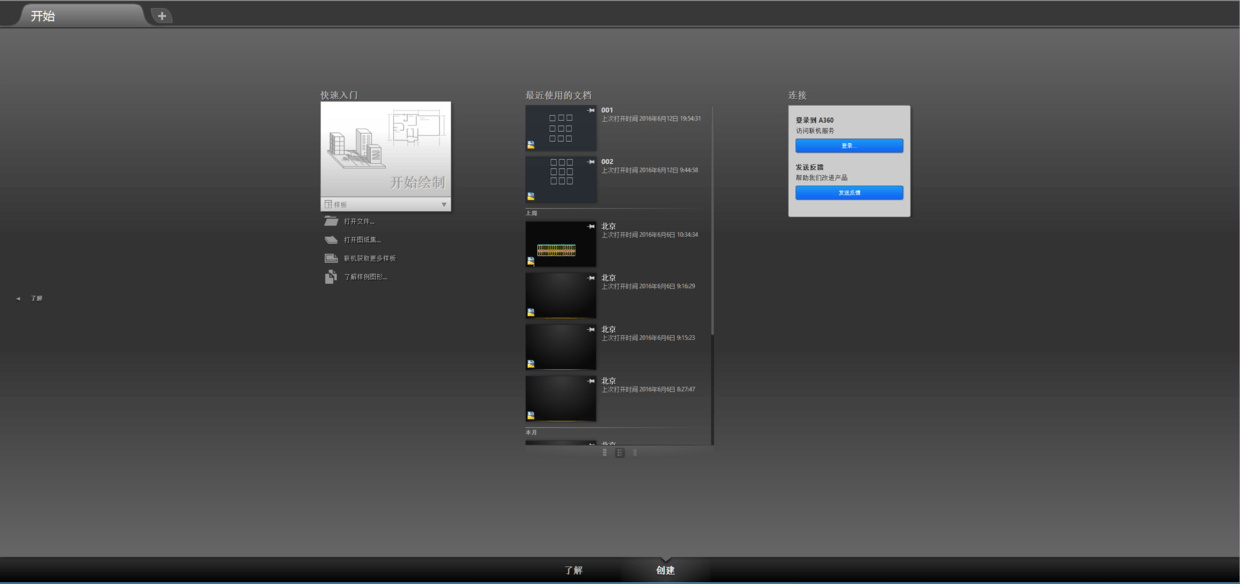 开始
快速入门
开始绘制
样板
打开文件...
打开图纸集...
联机获取更多样板
了解样例图形...
了解
最近使用的文档
001
上次打开时间 2016年6月12日 19:54:31
002
上次打开时间 2016年6月12日 9:44:58
上周
北京
上次打开时间 2016年6月6日 10:34:34
北京
上次打开时间 2016年6月6日 9:16:29
北京
上次打开时间 2016年6月6日 9:15:23
北京
上次打开时间 2016年6月6日 8:27:47
本月
北京
连接
登录到 A360
访问联机服务
登录...
发送反馈
帮助我们改进产品
发送反馈
了解
创建